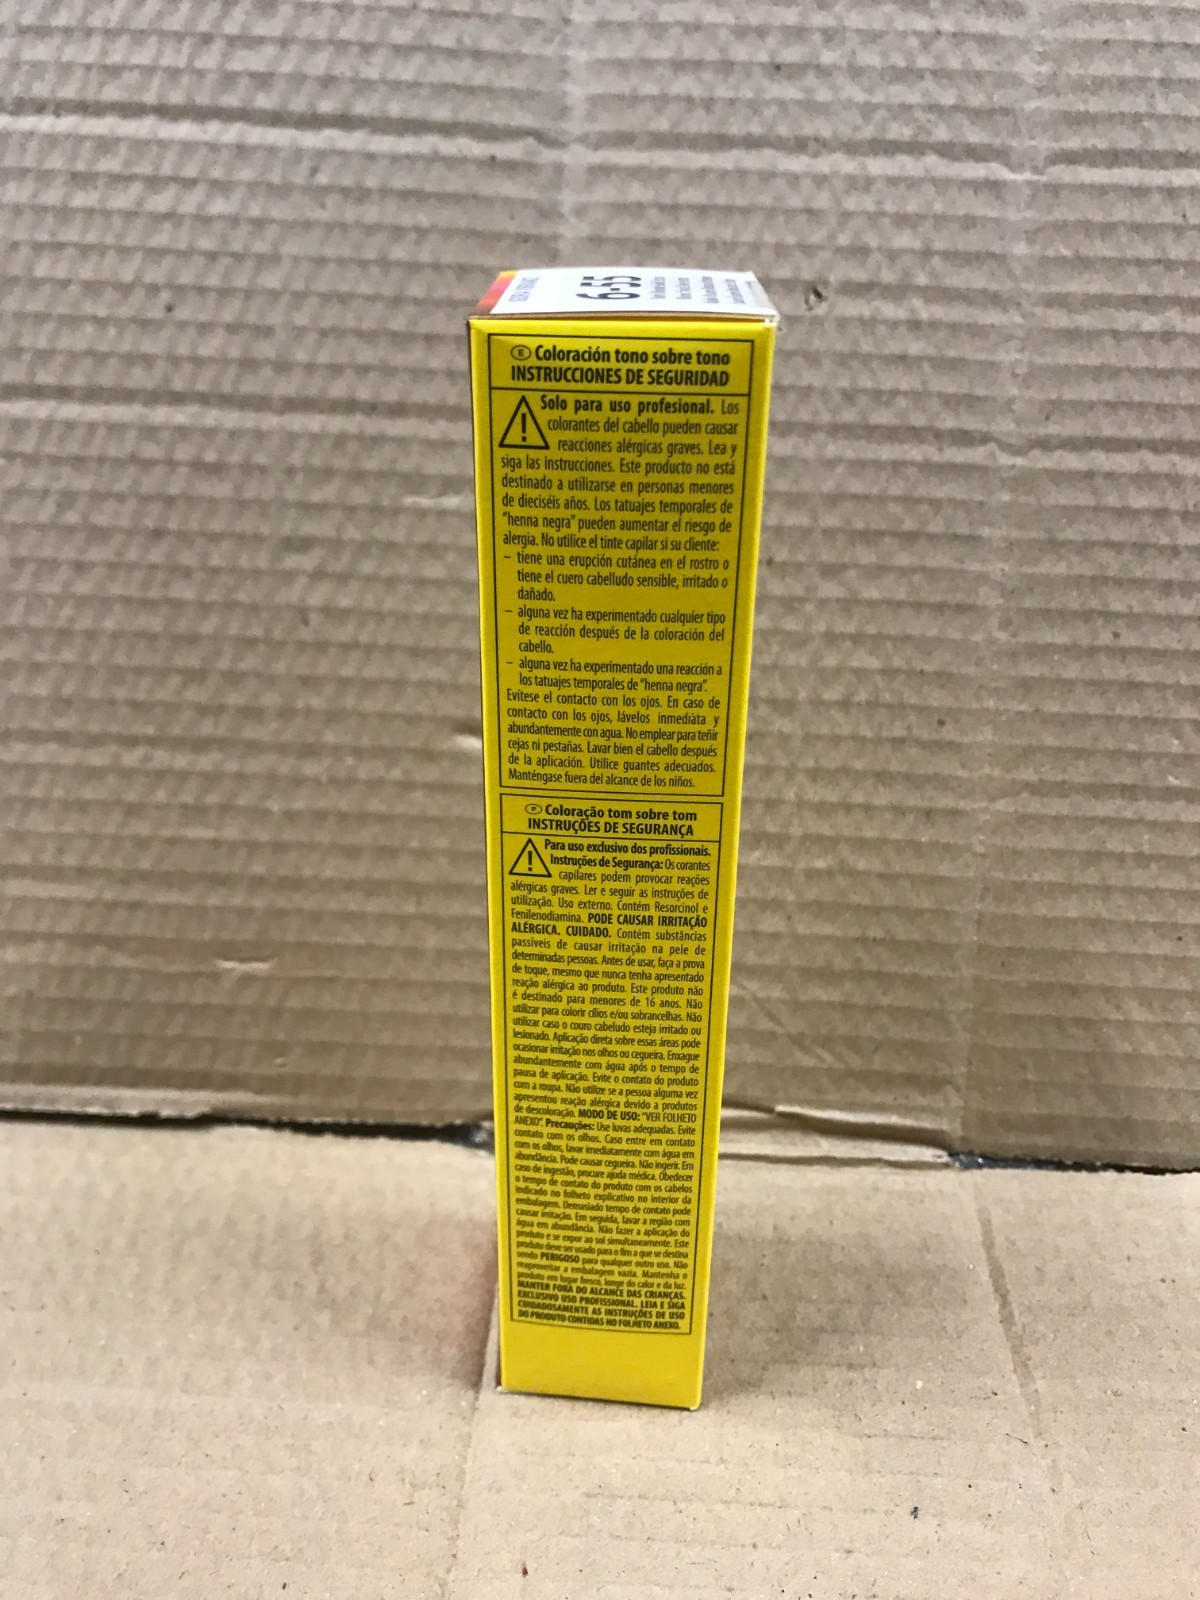 6-55
E Coloración tono sobre tono
INSTRUCCIONES DE SEGURIDAD
Solo para uso profesional. Los
colorantes del cabello pueden causar
reacciones alérgicas graves. Lea y
siga las instrucciones. Este producto no está
destinado a utilizarse en personas menores
de dieciséis años. Los tatuajes temporales de
"henna negra" pueden aumentar el riesgo de
alergia. No utilice el tinte capilar si su cliente:
– tiene una erupción cutánea en el rostro o
tiene el cuero cabelludo sensible, irritado o
dañado.
– alguna vez ha experimentado cualquier tipo
de reacción después de la coloración del
cabello.
– alguna vez ha experimentado una reacción a
los tatuajes temporales de "henna negra".
Evítese el contacto con los ojos. En caso de
contacto con los ojos, lávelos inmediata y
abundantemente con agua. No emplear para teñir
cejas ni pestañas. Lavar bien el cabello después
de la aplicación. Utilice guantes adecuados.
Manténgase fuera del alcance de los niños.
P Coloração tom sobre tom
INSTRUÇÕES DE SEGURANÇA
Para uso exclusivo dos profissionais.
Instruções de Segurança: Os corantes
capilares podem provocar reações
alérgicas graves. Ler e seguir as instruções de
utilização. Uso externo. Contém Resorcinol e
Fenilenodiamina. PODE CAUSAR IRRITAÇÃO
ALÉRGICA. CUIDADO. Contém substâncias
passíveis de causar irritação na pele de
determinadas pessoas. Antes de usar, faça a prova
de toque, mesmo que nunca tenha apresentado
reação alérgica ao produto. Este produto não
é destinado para menores de 16 anos. Não
utilizar para colorir cílios e/ou sobrancelhas. Não
utilizar caso o couro cabeludo esteja irritado ou
lesionado. Aplicação direta sobre essas áreas pode
ocasionar irritação nos olhos ou cegueira. Enxague
abundantemente com água após o tempo de
pausa de aplicação. Evite o contato do produto
com a roupa. Não utilize se a pessoa alguma vez
apresentou reação alérgica devido a produtos
de descoloração. MODO DE USO: "VER FOLHETO
ANEXO". Precauções: Use luvas adequadas. Evite
contato com os olhos. Caso entre em contato
com os olhos, lavar imediatamente com água em
abundância. Pode causar cegueira. Não ingerir. Em
caso de ingestão, procure ajuda médica. Obedecer
o tempo de contato do produto com os cabelos
indicado no folheto explicativo no interior da
embalagem. Demasiado tempo de contato pode
causar irritação. Em seguida, lavar a região com
água em abundância. Não fazer a aplicação do
produto e se expor ao sol simultaneamente. Este
produto deve ser usado para o fim a que se destina
sendo PERIGOSO para qualquer outro uso. Não
reaproveitar a embalagem vazia. Mantenha o
produto em lugar fresco, longe do calor e da luz.
MANTER FORA DO ALCANCE DAS CRIANÇAS.
EXCLUSIVO USO PROFISSIONAL. LEIA E SIGA
CUIDADOSAMENTE AS INSTRUÇÕES DE USO
DO PRODUTO CONTIDAS NO FOLHETO ANEXO.